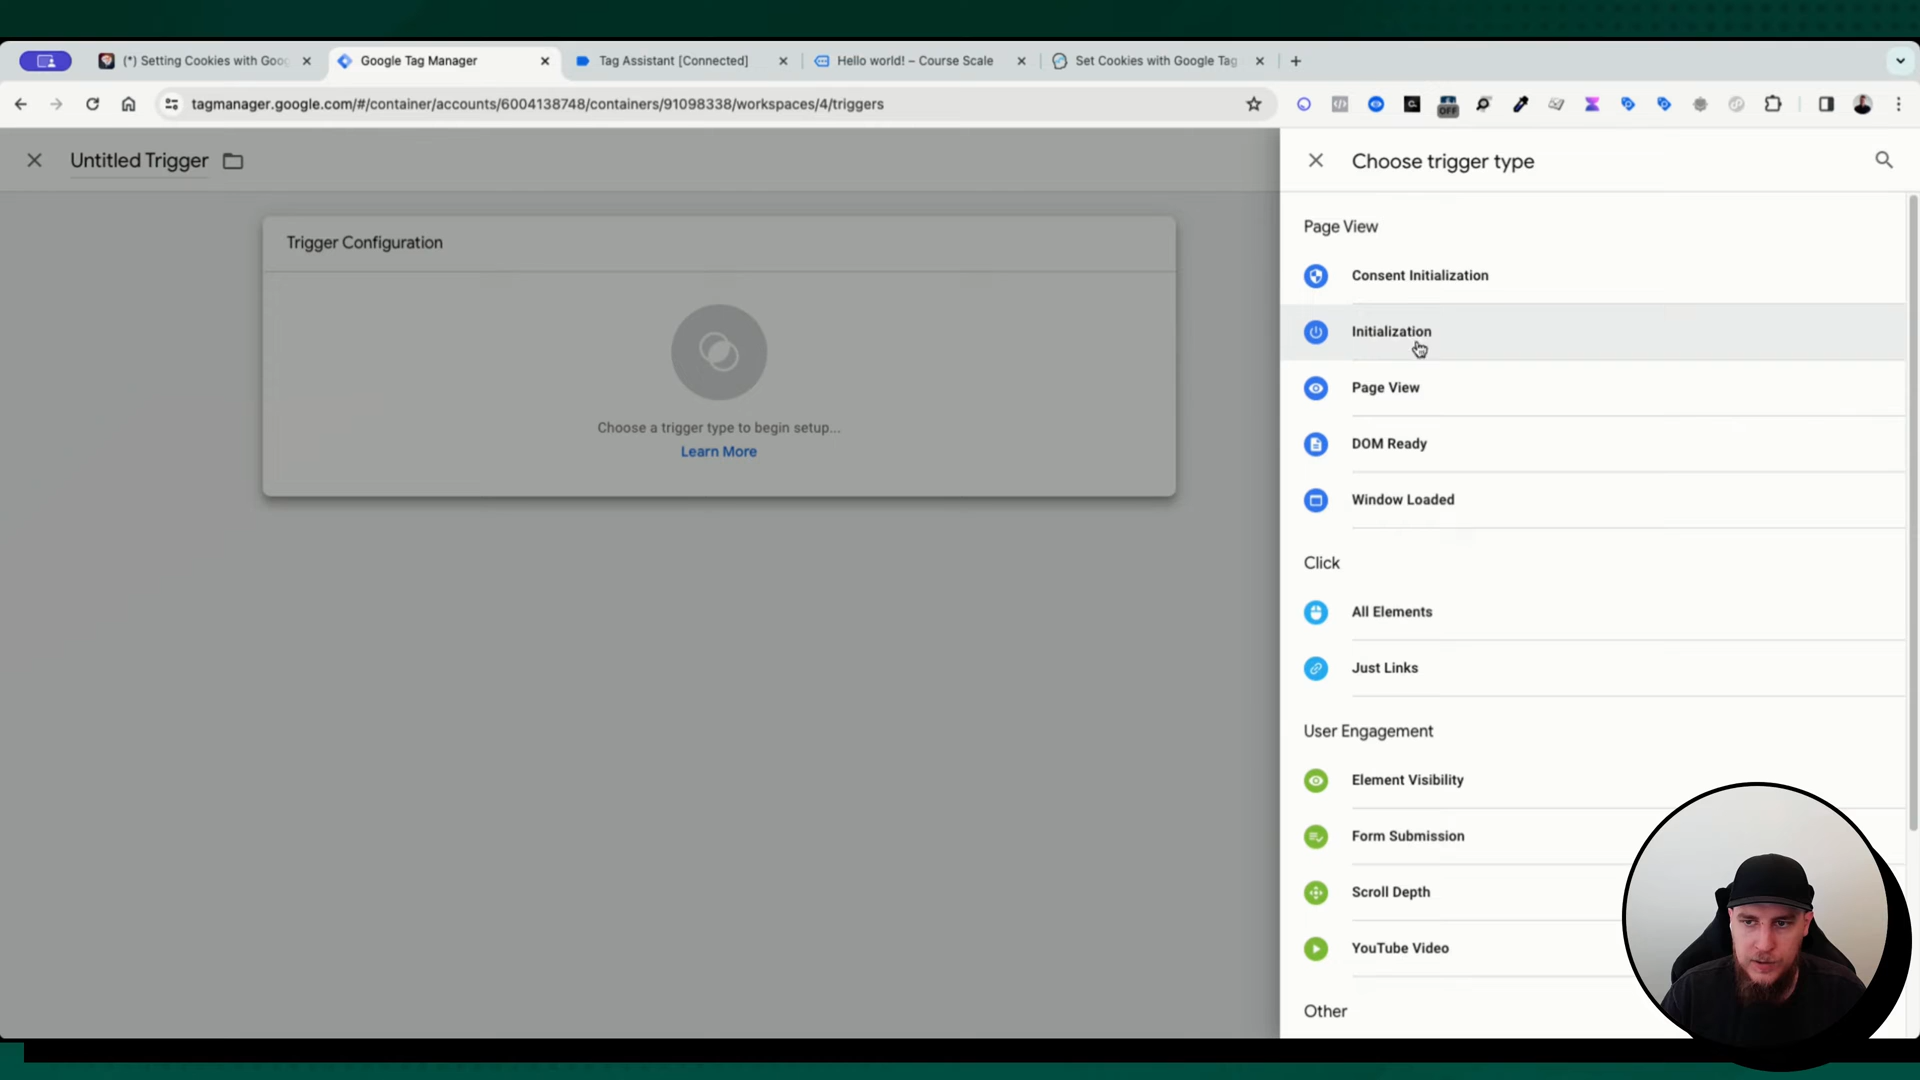 (*) Setting Cookies with Goog
Google Tag Manager
Tag Assistant [Connected]
Hello world! – Course Scale
Set Cookies with Google Tag
tagmanager.google.com/#/container/accounts/6004138748/containers/91098338/workspaces/4/triggers
OFF
Untitled Trigger
Choose trigger type
Trigger Configuration
Choose a trigger type to begin setup...
Learn More
Page View
Consent Initialization
Initialization
Page View
DOM Ready
Window Loaded
Click
All Elements
Just Links
User Engagement
Element Visibility
Form Submission
Scroll Depth
YouTube Video
Other